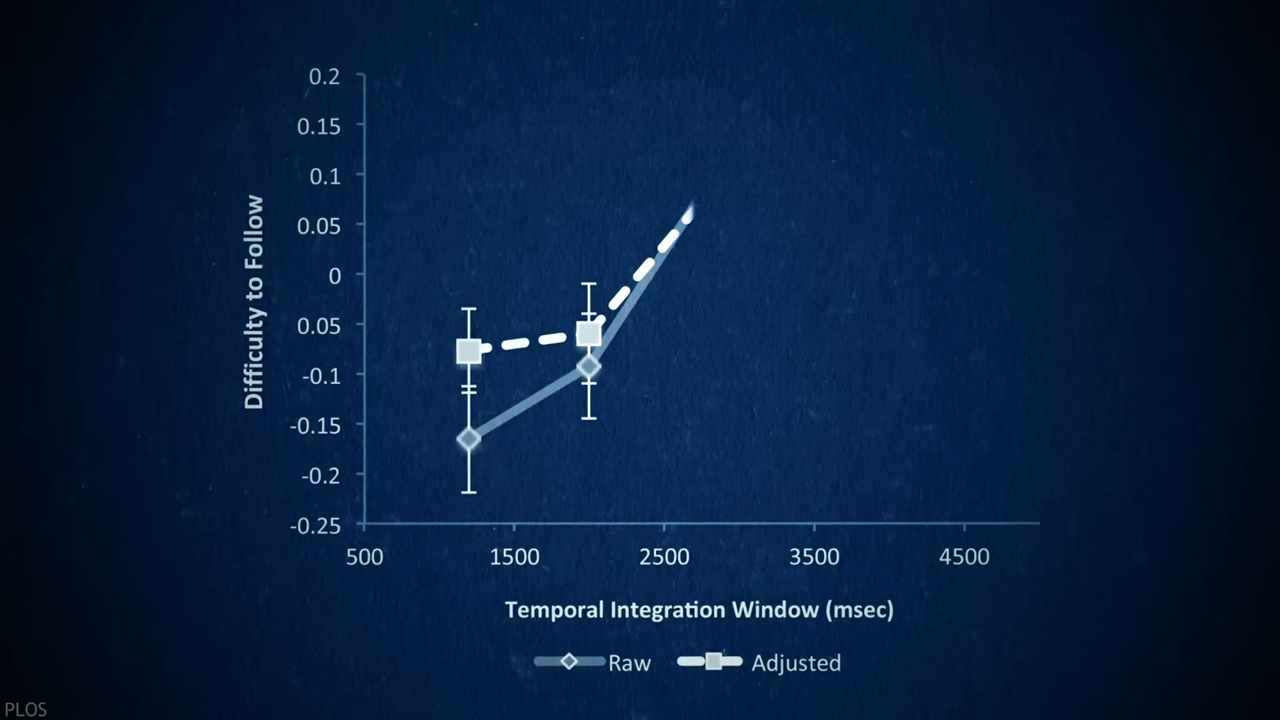 0.2
0.15
0.1
0.05
0
0.05
-0.1
-0.15
-0.2
-0.25
Difficulty to Follow
500 1500 2500 3500 4500
Temporal Integration Window (msec)
Raw Adjusted
PLOS